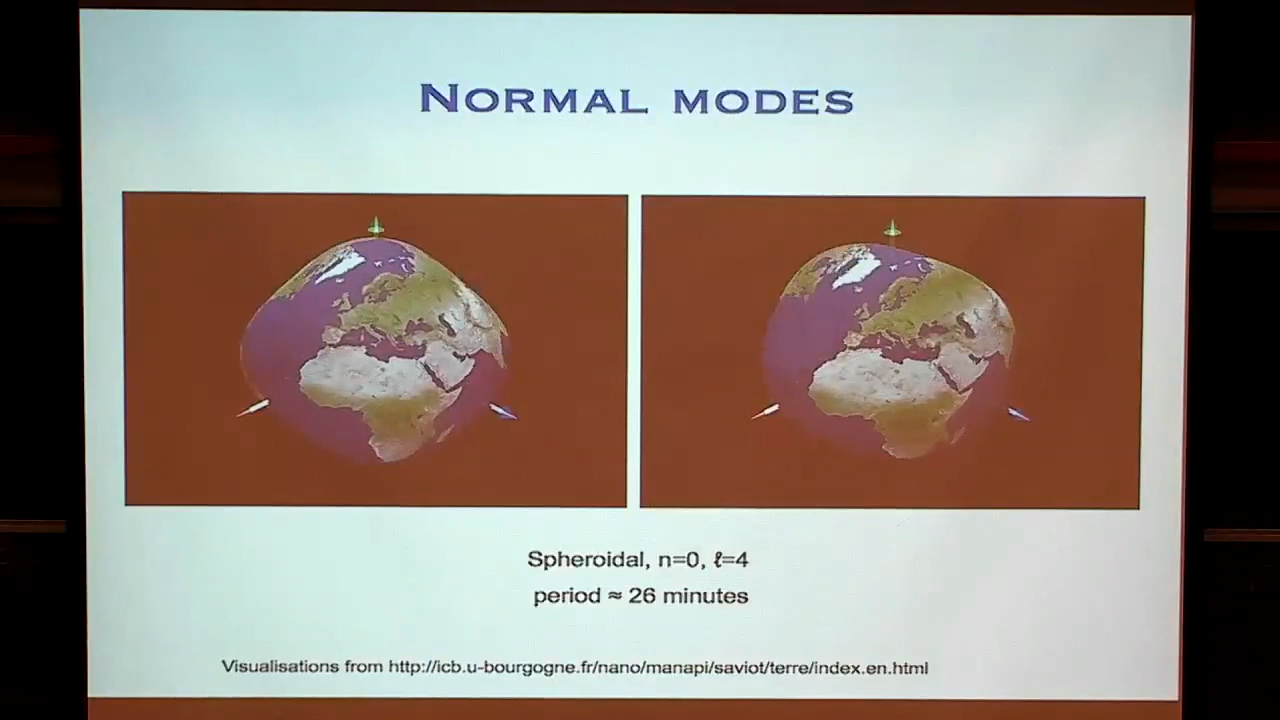 NORMAL MODES
Spheroidal, n=0, ℓ=4
period ≈ 26 minutes
Visualisations from http://icb.u-bourgogne.fr/nano/manapi/saviot/terre/index.en.html